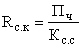 Rс.к = Пч / Кс.с